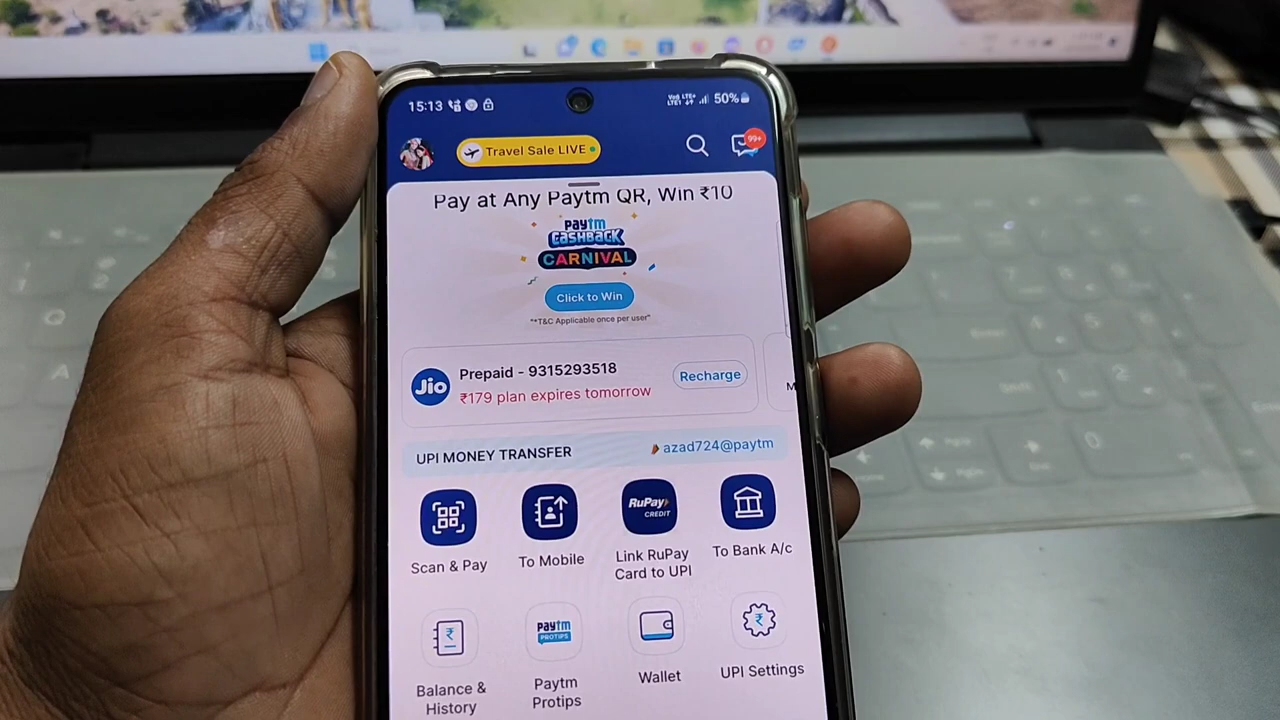 15:13
VoLTE1 LTE+ 50%
Travel Sale LIVE
99+
Pay at Any Paytm QR, Win ₹10
paytm
CASHBACK
CARNIVAL
Click to Win
"*T&C Applicable once per user"
Jio
Prepaid - 9315293518
₹179 plan expires tomorrow
Recharge
M
UPI MONEY TRANSFER
azad724@paytm
RuPay
CREDIT
Scan & Pay
To Mobile
Link RuPay
Card to UPI
To Bank A/c
₹
paytm
PROTIPS
₹
Balance &
History
Paytm
Protips
Wallet
UPI Settings